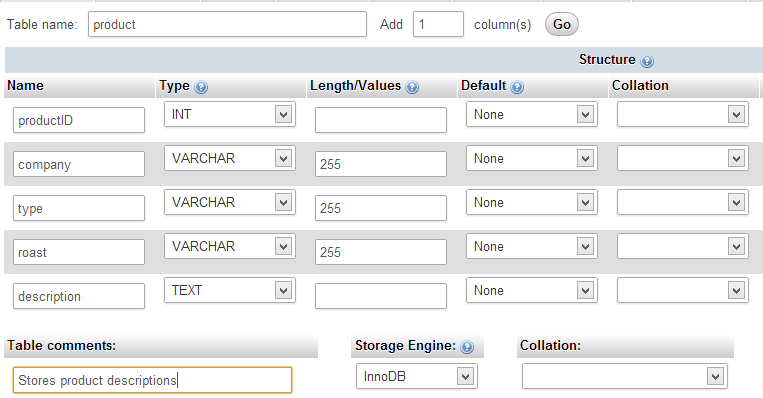 Table name: product Add 1 column(s) Go
Structure
Name Type Length/Values Default Collation
productID INT None
company VARCHAR 255 None
type VARCHAR 255 None
roast VARCHAR 255 None
description TEXT None
Table comments: Storage Engine: Collation:
Stores product descriptions InnoDB